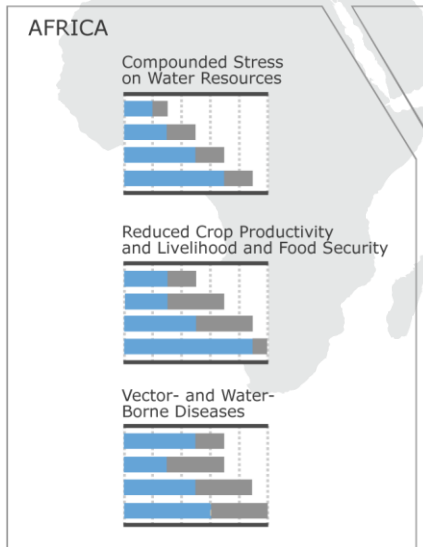 AFRICA
Compounded Stress
on Water Resources
Reduced Crop Productivity
and Livelihood and Food Security
Vector- and Water-
Borne Diseases